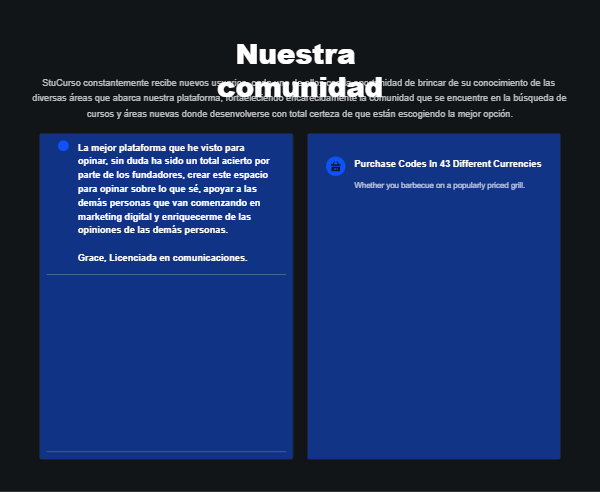 Nuestra
comunidad
StuCurso constantemente recibe nuevos usuarios, cada uno de ellos con la oportunidad de brincar de su conocimiento de las
diversas áreas que abarca nuestra plataforma, fortaeleciendo encarecidamente la comunidad que se encuentre en la búsqueda de
cursos y áreas nuevas donde desenvolverse con total certeza de que están escogiendo la mejor opción.
La mejor plataforma que he visto para
opinar, sin duda ha sido un total acierto por
parte de los fundadores, crear este espacio
para opinar sobre lo que sé, apoyar a las
demás personas que van comenzando en
marketing digital y enriquecerme de las
opiniones de las demás personas.
Grace, Licenciada en comunicaciones.
Purchase Codes In 43 Different Currencies
Whether you barbecue on a popularly priced grill.